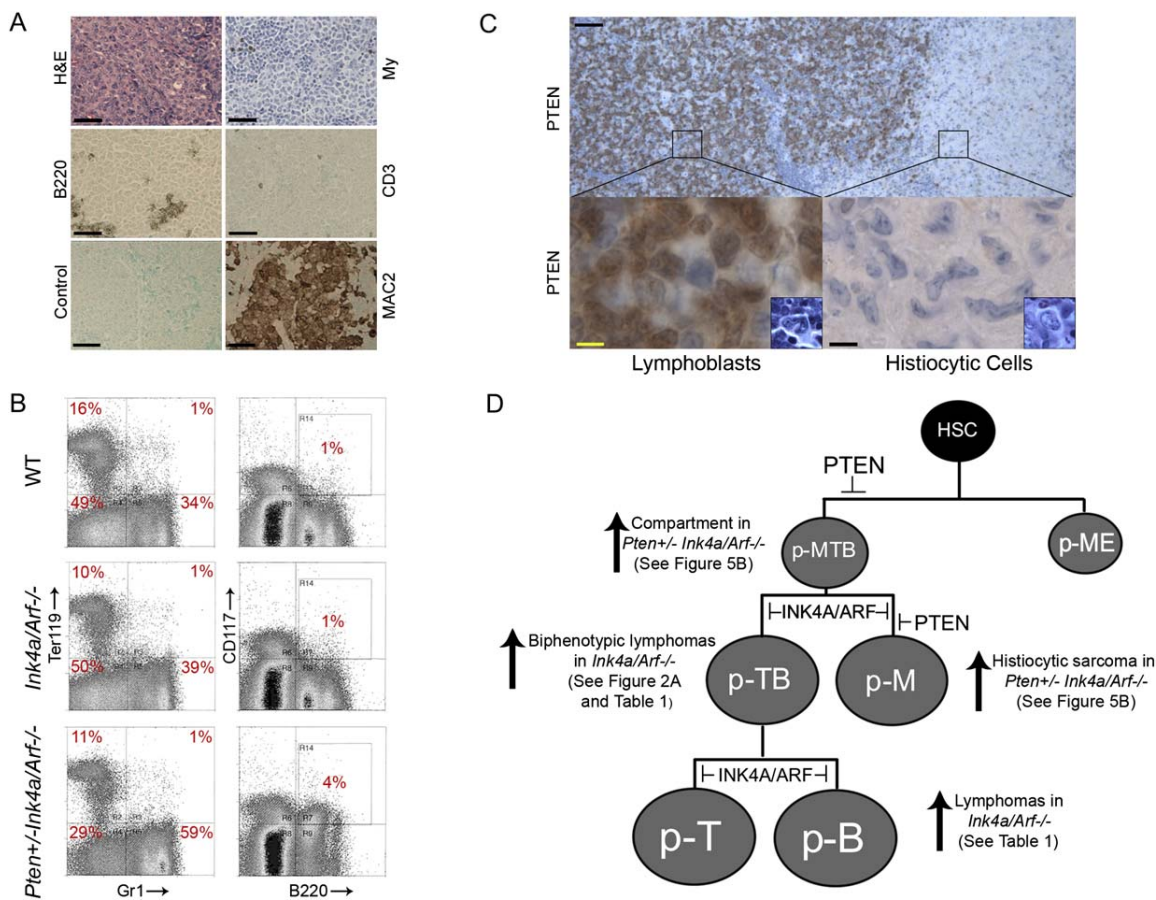 A
H&E
My
B220
CD3
Control
MAC2
C
PTEN
PTEN
Lymphoblasts
Histiocytic Cells
B
WT
16%
1%
49%
34%
R14
1%
Ink4a/Arf-/-
Ter119
10%
1%
50%
39%
CD117
R14
1%
Pten+/-Ink4a/Arf-/-
11%
1%
29%
59%
R14
4%
Gr1
B220
D
HSC
PTEN
Compartment in
Pten+/- Ink4a/Arf-/-
(See Figure 5B)
p-MTB
p-ME
INK4A/ARF
PTEN
Biphenotypic lymphomas
in Ink4a/Arf-/-
(See Figure 2A
and Table 1)
p-TB
p-M
Histiocytic sarcoma in
Pten+/- Ink4a/Arf-/-
(See Figure 5B)
INK4A/ARF
p-T
p-B
Lymphomas in
Ink4a/Arf-/-
(See Table 1)